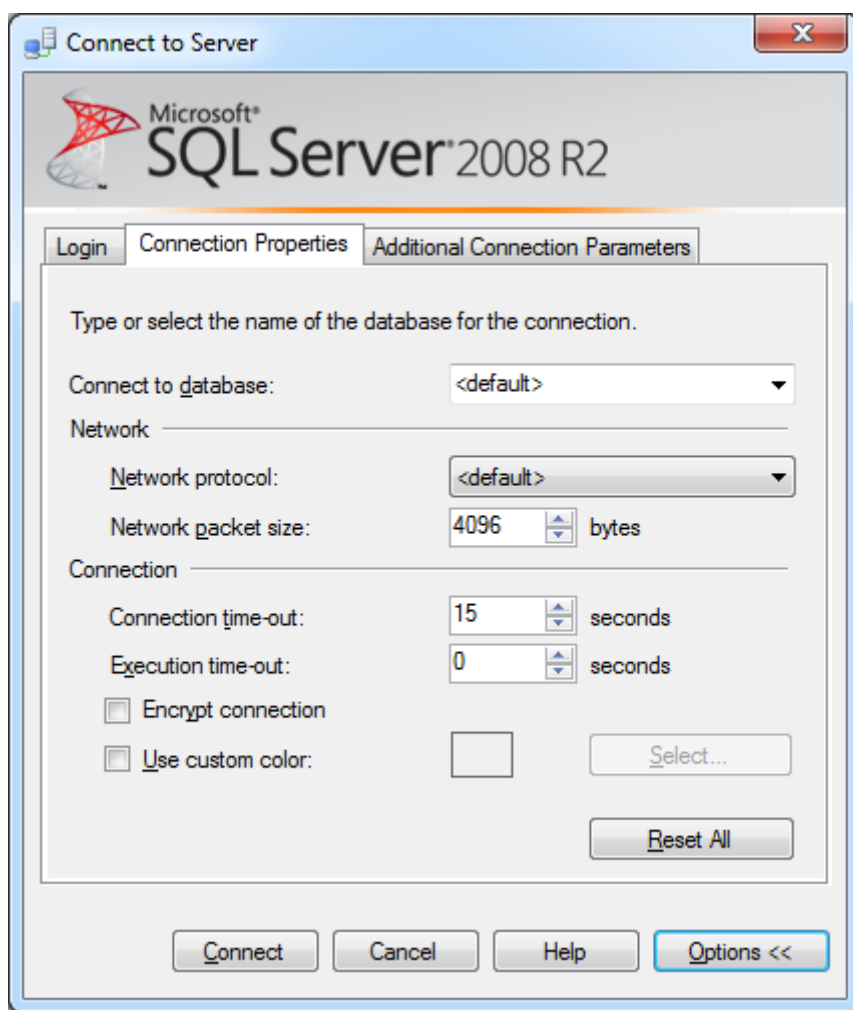 Connect to Server
Microsoft®
SQL Server® 2008 R2
Login Connection Properties Additional Connection Parameters
Type or select the name of the database for the connection.
Connect to database: <default>
Network
Network protocol: <default>
Network packet size: 4096 bytes
Connection
Connection time-out: 15 seconds
Execution time-out: 0 seconds
Encrypt connection
Use custom color: Select...
Reset All
Connect Cancel Help Options <<